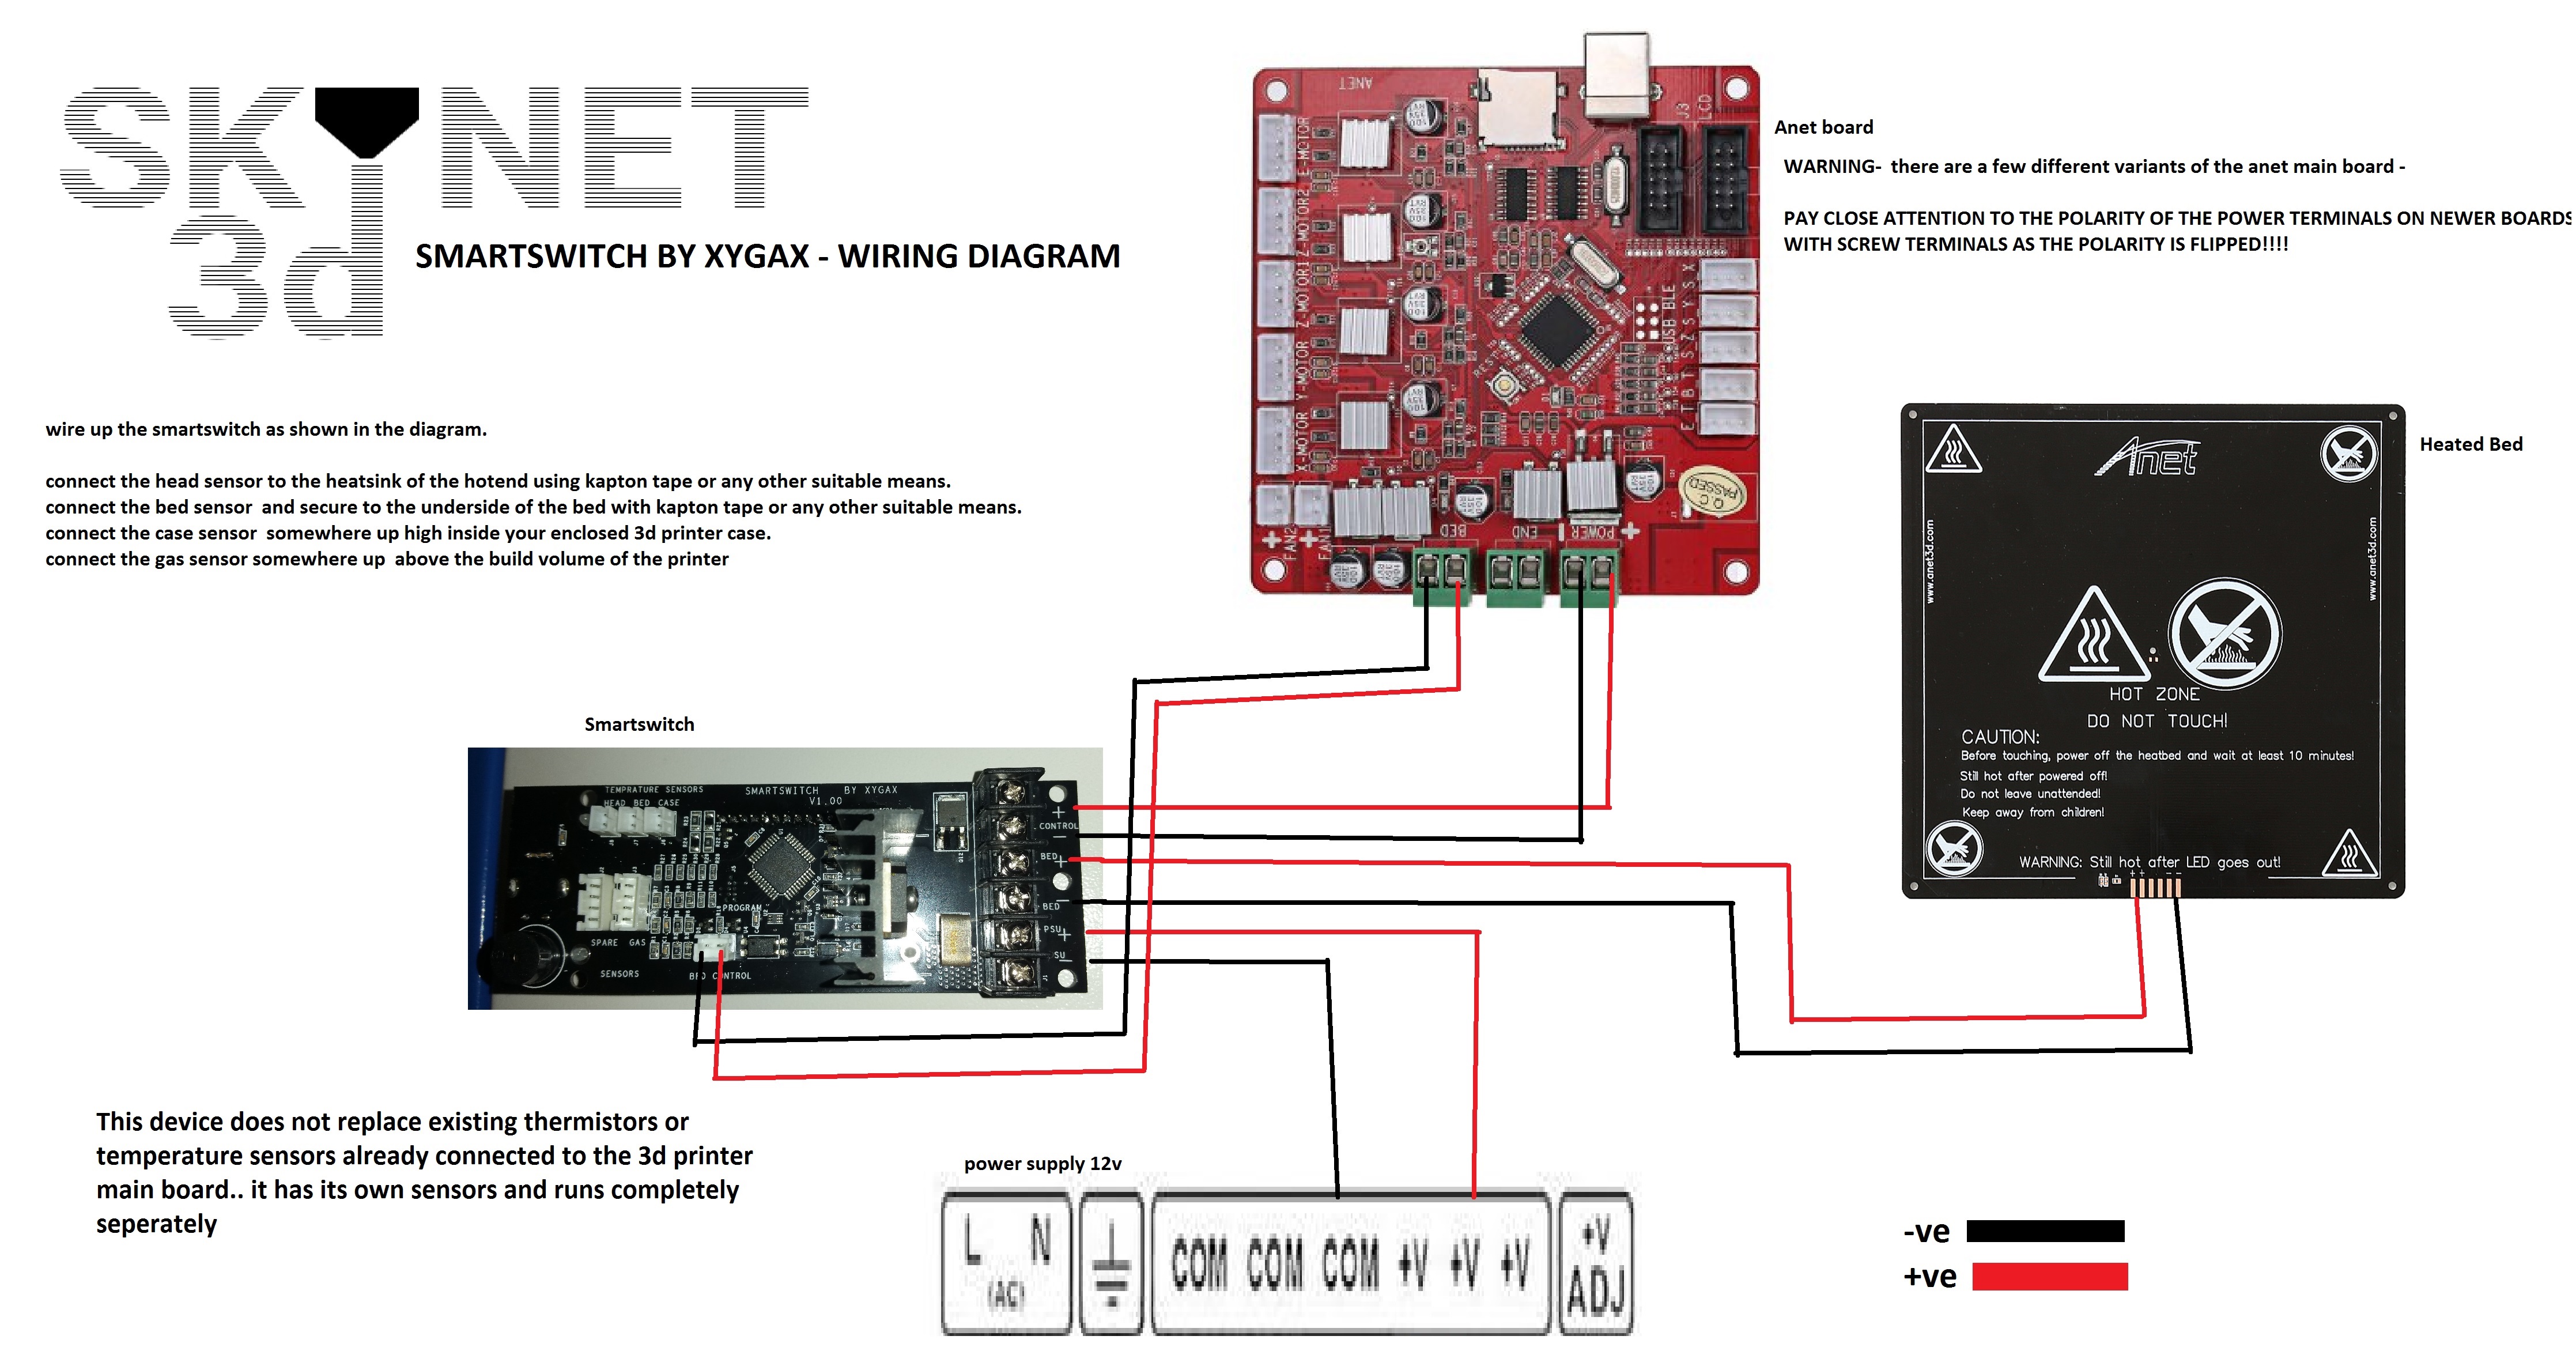 SKYNET
3d
SMARTSWITCH BY XYGAX - WIRING DIAGRAM
wire up the smartswitch as shown in the diagram.
connect the head sensor to the heatsink of the hotend using kapton tape or any other suitable means.
connect the bed sensor and secure to the underside of the bed with kapton tape or any other suitable means.
connect the case sensor somewhere up high inside your enclosed 3d printer case.
connect the gas sensor somewhere up above the build volume of the printer
Anet board
WARNING- there are a few different variants of the anet main board -
PAY CLOSE ATTENTION TO THE POLARITY OF THE POWER TERMINALS ON NEWER BOARDS
WITH SCREW TERMINALS AS THE POLARITY IS FLIPPED!!!!
ANET
E-MOTOR
Z-MOTOR2
Z-MOTOR1
Y-MOTOR
X-MOTOR
FAN2
FAN1
J3
LCD
USB BLE
S_X
S_Y
S_Z
T_B
T_E
RESET
Q.C.
PASSED
BED
END
- POWER +
Heated Bed
Anet
www.anet3d.com
www.anet3d.com
HOT ZONE
DO NOT TOUCH!
CAUTION:
Before touching, power off the heatbed and wait at least 10 minutes!
Still hot after powered off!
Do not leave unattended!
Keep away from children!
WARNING: Still hot after LED goes out!
+ + - -
Smartswitch
TEMPRATURE SENSORS
HEAD BED CASE
SMARTSWITCH BY XYGAX
V1.00
PROGRAM
SPARE GAS
SENSORS
BED CONTROL
+
CONTROL
-
BED +
-
BED
PSU +
SU -
This device does not replace existing thermistors or
temperature sensors already connected to the 3d printer
main board.. it has its own sensors and runs completely
seperately
power supply 12v
L N
(AC)
COM COM COM +V +V +V
+V
ADJ
-ve
+ve